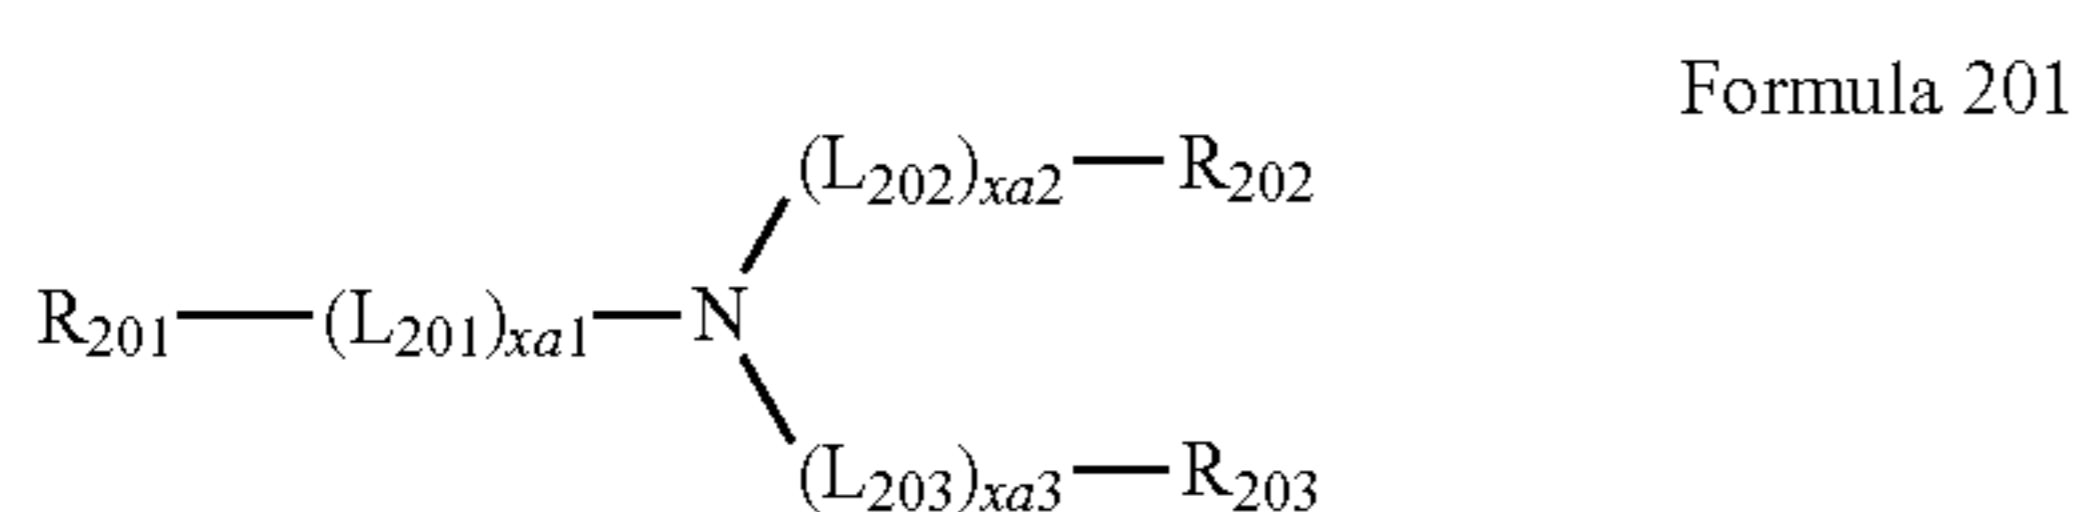 Formula 201
(L202)xa2—R202
R201—(L201)xa1—N
(L203)xa3—R203